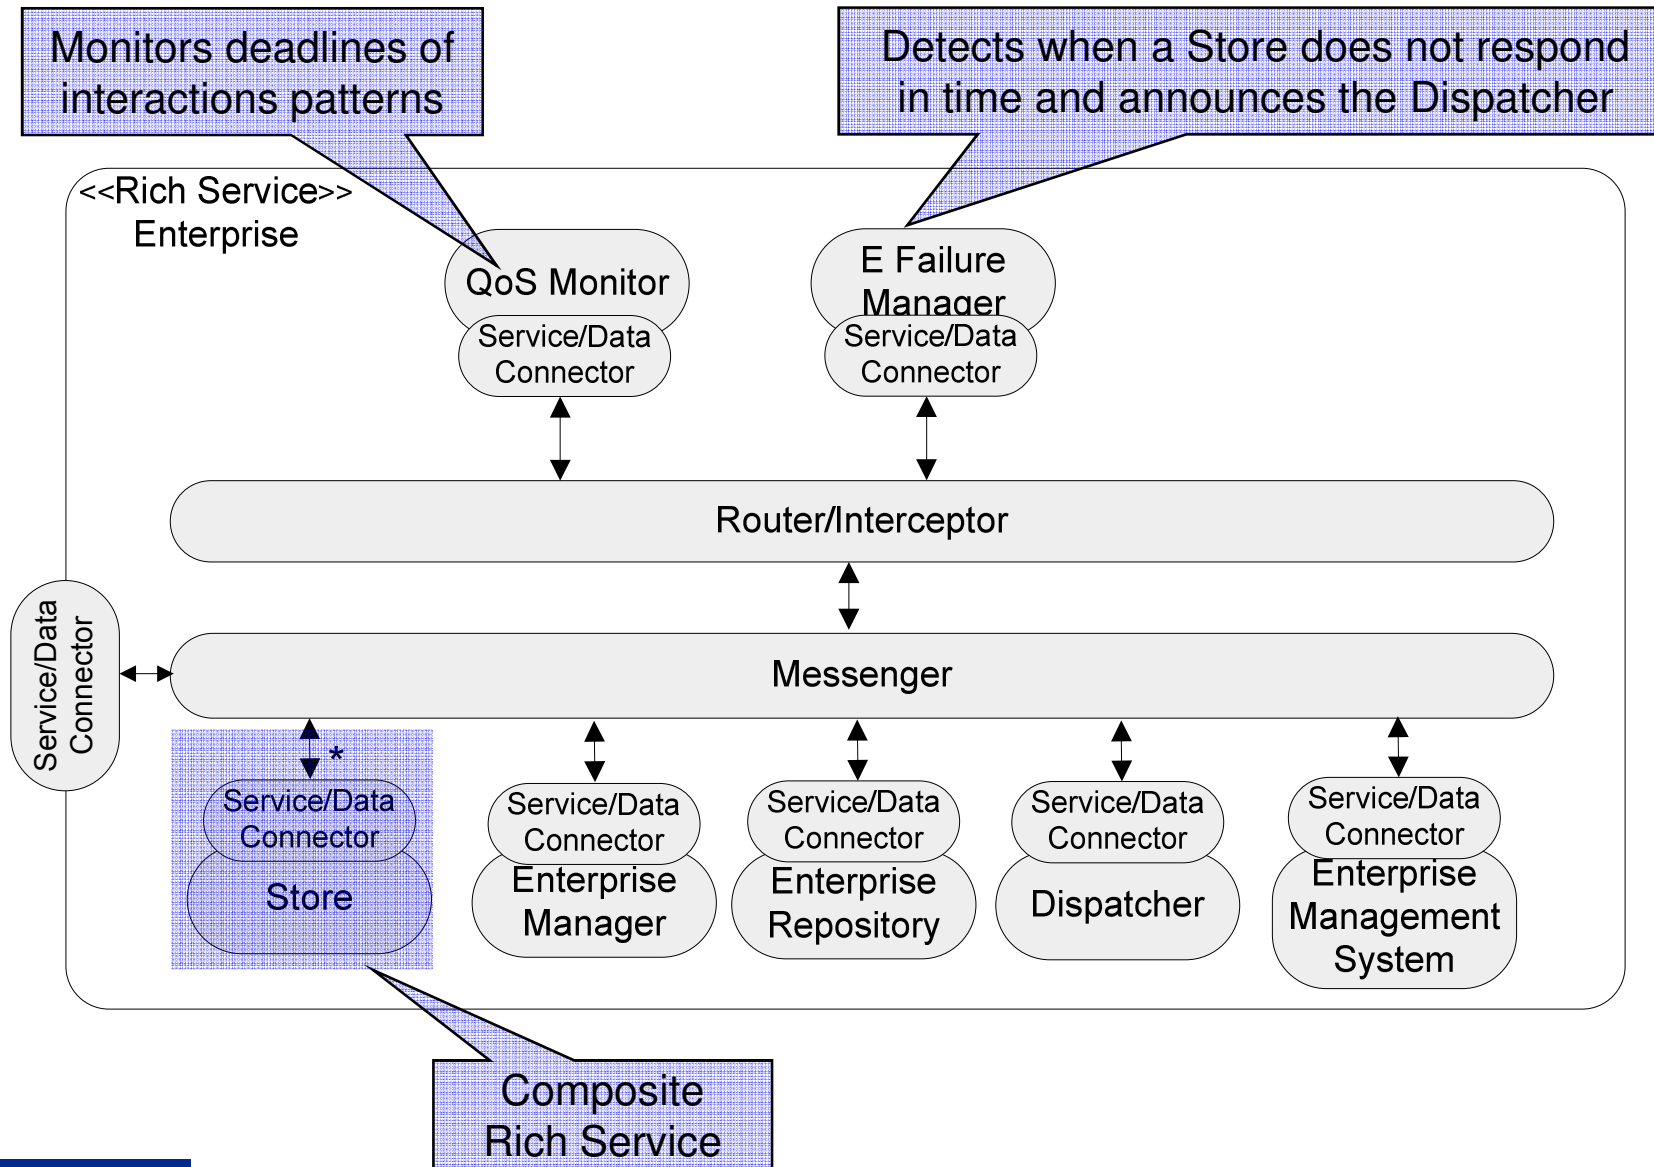 Monitors deadlines of
interactions patterns
Detects when a Store does not respond
in time and announces the Dispatcher
<<Rich Service>>
Enterprise
QoS Monitor
Service/Data
Connector
E Failure
Manager
Service/Data
Connector
Router/Interceptor
Service/Data
Connector
Messenger
*
Service/Data
Connector
Store
Service/Data
Connector
Enterprise
Manager
Service/Data
Connector
Enterprise
Repository
Service/Data
Connector
Dispatcher
Service/Data
Connector
Enterprise
Management
System
Composite
Rich Service